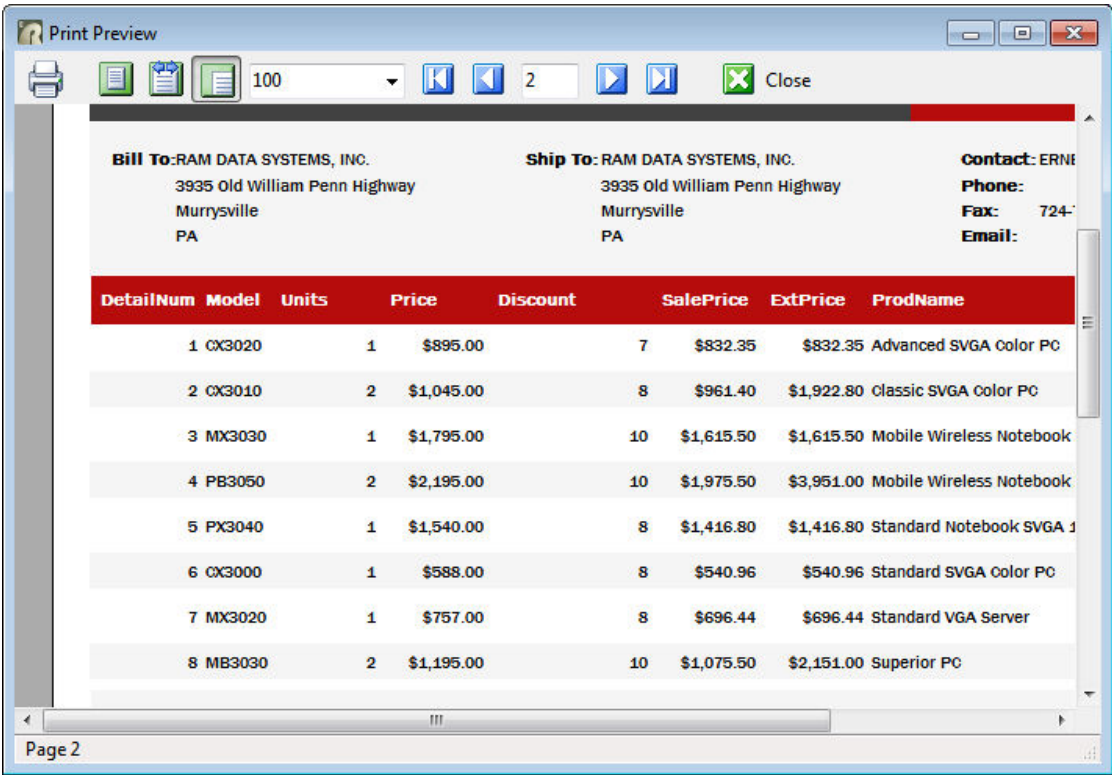 Print Preview
100 2 Close
Bill To: RAM DATA SYSTEMS, INC. Ship To: RAM DATA SYSTEMS, INC. Contact: ERNE
3935 Old William Penn Highway 3935 Old William Penn Highway Phone:
Murrysville Murrysville Fax: 724-
PA PA Email:
DetailNum Model Units Price Discount SalePrice ExtPrice ProdName
1 CX3020 1 $895.00 7 $832.35 $832.35 Advanced SVGA Color PC
2 CX3010 2 $1,045.00 8 $961.40 $1,922.80 Classic SVGA Color PC
3 MX3030 1 $1,795.00 10 $1,615.50 $1,615.50 Mobile Wireless Notebook
4 PB3050 2 $2,195.00 10 $1,975.50 $3,951.00 Mobile Wireless Notebook
5 PX3040 1 $1,540.00 8 $1,416.80 $1,416.80 Standard Notebook SVGA 1
6 CX3000 1 $588.00 8 $540.96 $540.96 Standard SVGA Color PC
7 MX3020 1 $757.00 8 $696.44 $696.44 Standard VGA Server
8 MB3030 2 $1,195.00 10 $1,075.50 $2,151.00 Superior PC
Page 2